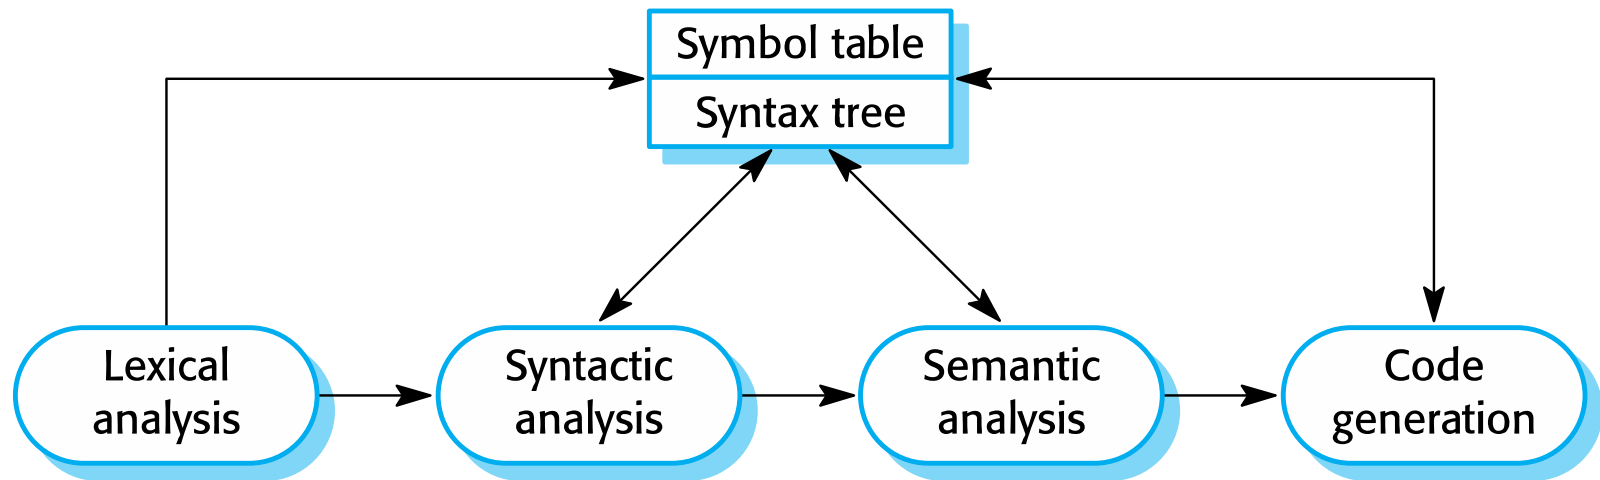 Symbol table
Syntax tree
Lexical
analysis
Syntactic
analysis
Semantic
analysis
Code
generation